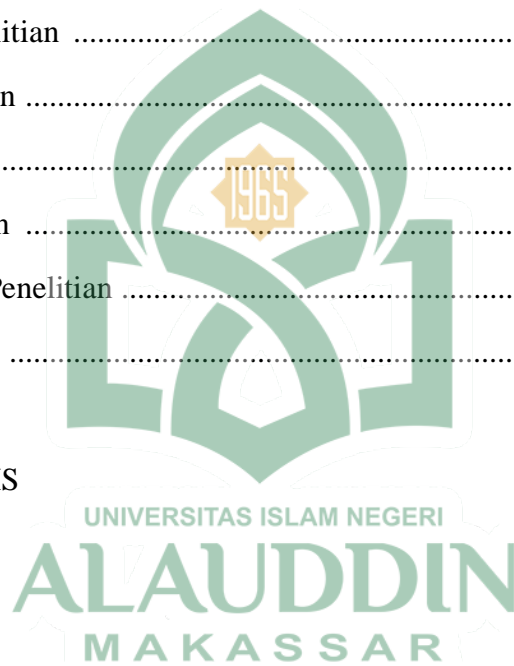 itian ..........................................................
n ................................................................
................................................................
n ................................................................
Penelitian ...................................................
................................................................
1965
S
UNIVERSITAS ISLAM NEGERI
ALAUDDIN
MAKASSAR